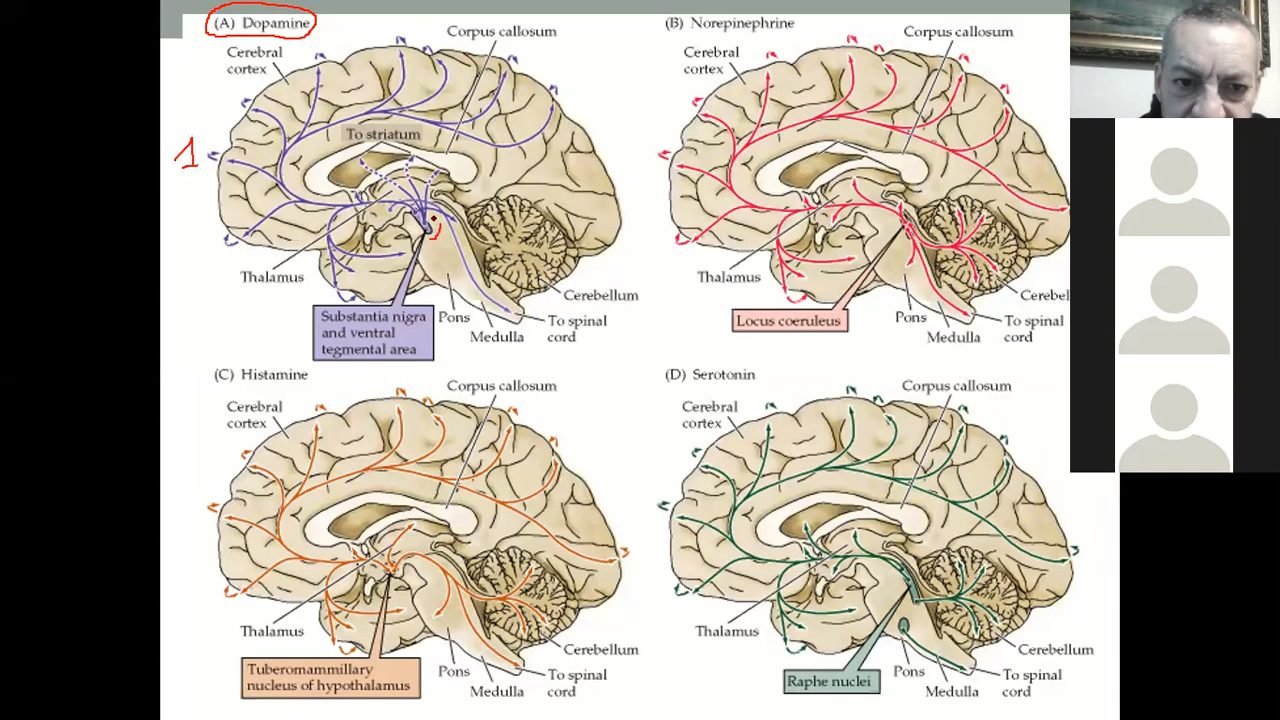 (A) Dopamine
Corpus callosum
Cerebral
cortex
1
To striatum
Thalamus
Substantia nigra
and ventral
tegmental area
Pons
Medulla
Cerebellum
To spinal
cord
(B) Norepinephrine
Corpus callosum
Cerebral
cortex
Thalamus
Locus coeruleus
Pons
Medulla
Cerebel
To spinal
cord
(C) Histamine
Corpus callosum
Cerebral
cortex
Thalamus
Tuberomammillary
nucleus of hypothalamus
Pons
Medulla
Cerebellum
To spinal
cord
(D) Serotonin
Corpus callosum
Cerebral
cortex
Thalamus
Raphe nuclei
Pons
Medulla
Cerebellum
To spinal
cord